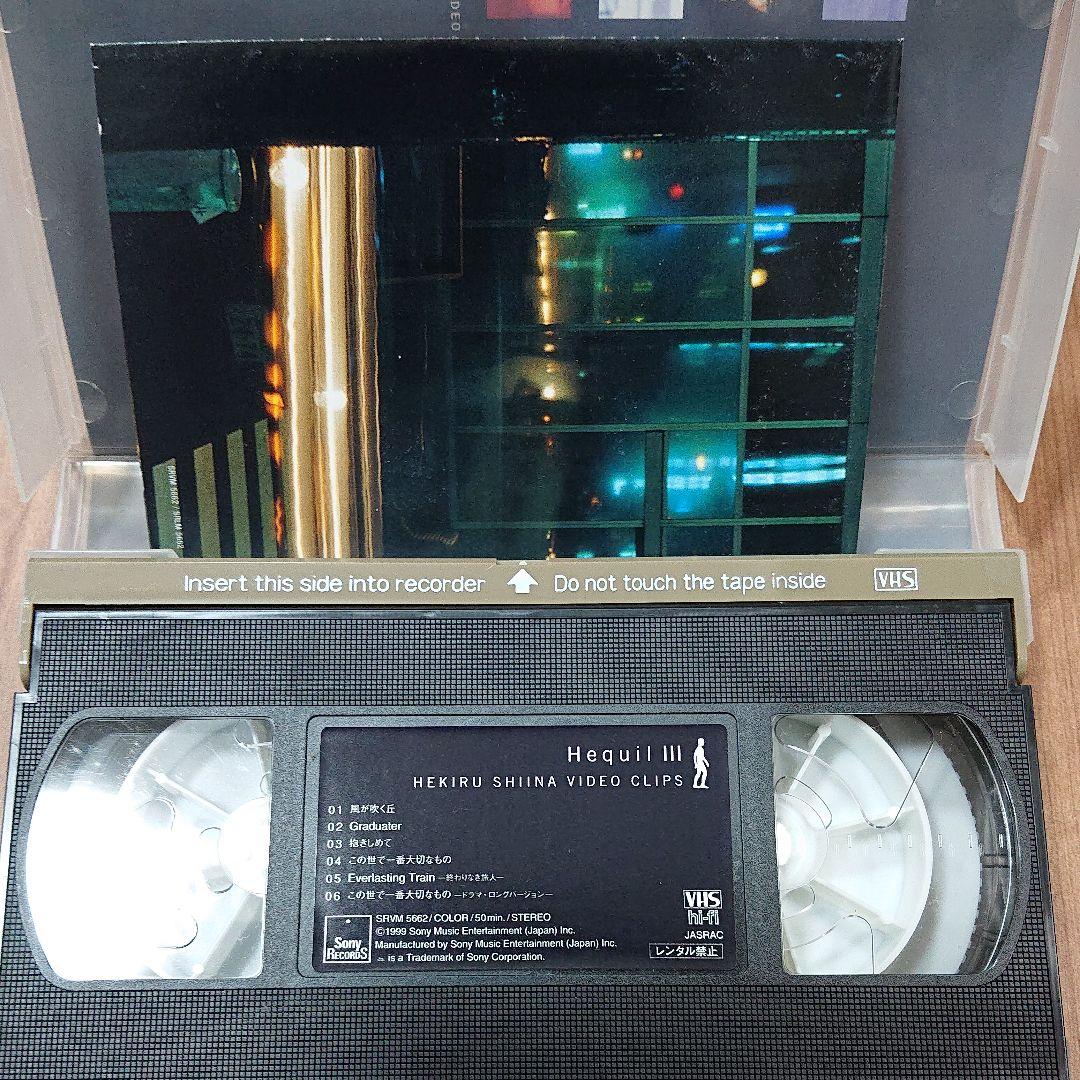 VIDEO
SRVM 5662 / SRLM 5662
Insert this side into recorder
Do not touch the tape inside
VHS
Hequil III
HEKIRU SHIINA VIDEO CLIPS
01 風が吹く丘
02 Graduater
03 抱きしめて
04 この世で一番大切なもの
05 Everlasting Train —終わりなき旅人—
06 この世で一番大切なもの —ドラマ・ロングバージョン—
SRVM 5662/COLOR/50min./STEREO
©1999 Sony Music Entertainment (Japan) Inc.
Manufactured by Sony Music Entertainment (Japan) Inc.
is a Trademark of Sony Corporation.
Sony
RECORDS
VHS
hi-fi
JASRAC
レンタル禁止